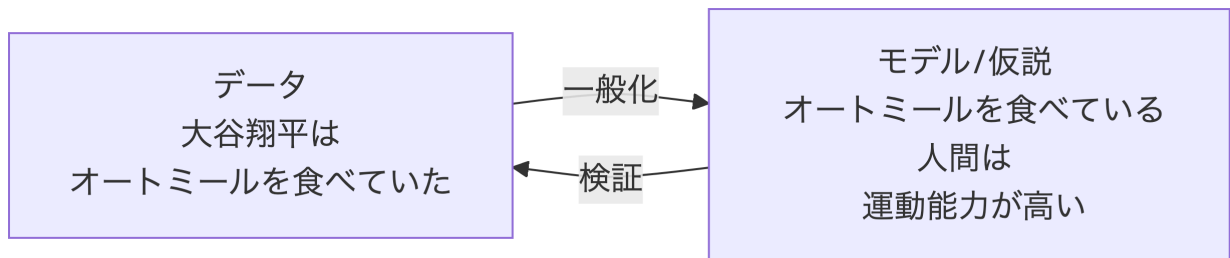 データ
大谷翔平は
オートミールを食べていた
一般化
検証
モデル/仮説
オートミールを食べている
人間は
運動能力が高い